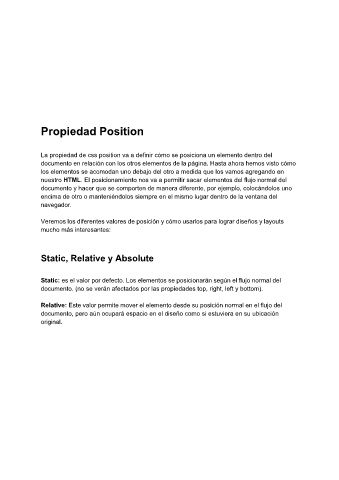 Propiedad Position
La propiedad de css position va a definir cómo se posiciona un elemento dentro del
documento en relación con los otros elementos de la página. Hasta ahora hemos visto cómo
los elementos se acomodan uno debajo del otro a medida que los vamos agregando en
nuestro HTML. El posicionamiento nos va a permitir sacar elementos del flujo normal del
documento y hacer que se comporten de manera diferente, por ejemplo, colocándolos uno
encima de otro o manteniéndolos siempre en el mismo lugar dentro de la ventana del
navegador.
Veremos los diferentes valores de posición y cómo usarlos para lograr diseños y layouts
mucho más interesantes:
Static, Relative y Absolute
Static: es el valor por defecto. Los elementos se posicionarán según el flujo normal del
documento. (no se verán afectados por las propiedades top, right, left y bottom).
Relative: Este valor permite mover el elemento desde su posición normal en el flujo del
documento, pero aún ocupará espacio en el diseño como si estuviera en su ubicación
original.